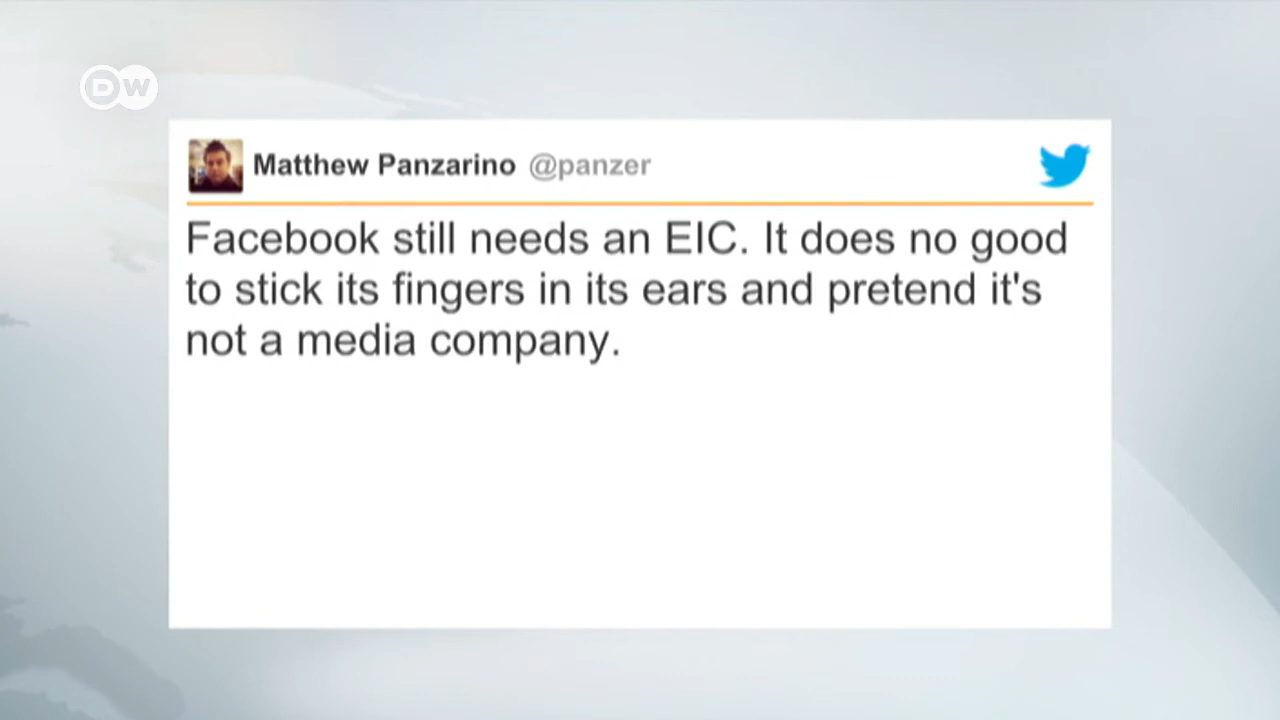 DW
Matthew Panzarino @panzer
Facebook still needs an EIC. It does no good
to stick its fingers in its ears and pretend it's
not a media company.